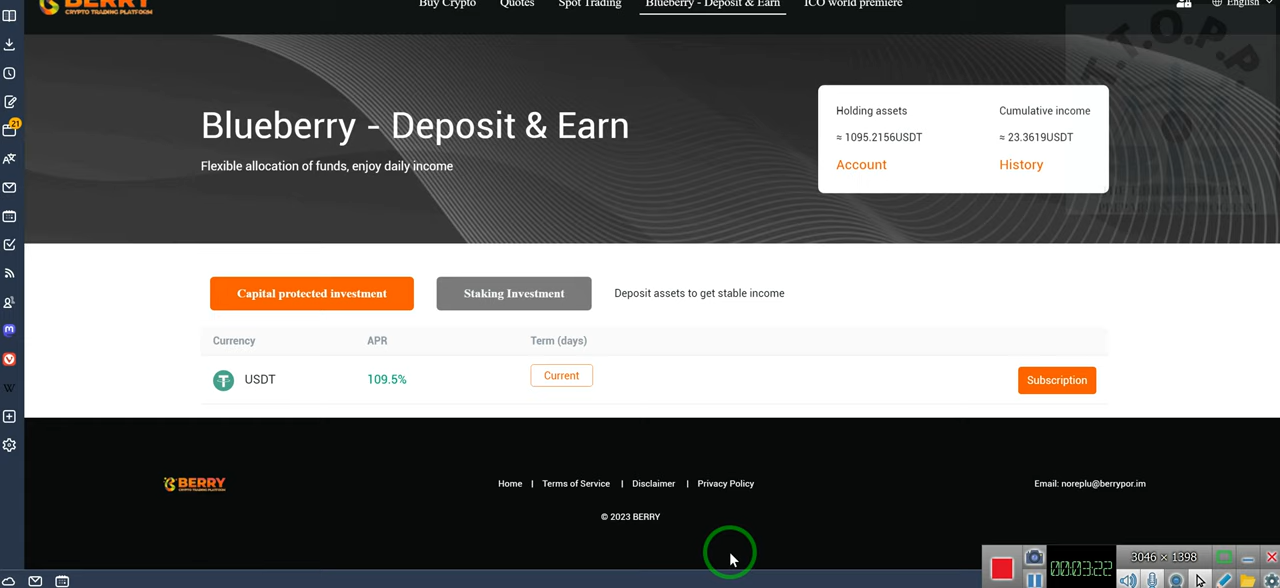 BERRY
CRYPTO TRADING PLATFORM
Buy Crypto
Quotes
Spot Trading
Blueberry - Deposit & Earn
ICO world premiere
English
T.O.P.P
Blueberry - Deposit & Earn
Flexible allocation of funds, enjoy daily income
Holding assets
Cumulative income
≈ 1095.2156USDT
≈ 23.3619USDT
Account
History
21
Capital protected investment
Staking Investment
Deposit assets to get stable income
Currency
APR
Term (days)
USDT
109.5%
Current
Subscription
BERRY
CRYPTO TRADING PLATFORM
Home | Terms of Service | Disclaimer | Privacy Policy
Email: noreplu@berrypor.im
© 2023 BERRY
3046 × 1398
00:03:22